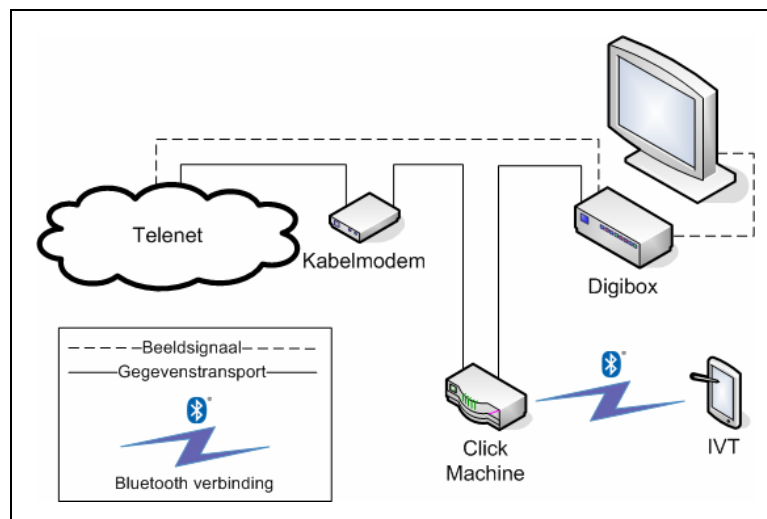 Telenet
Kabelmodem
Digibox
Click
Machine
IVT
Beeldsignaal
Gegevenstransport
Bluetooth verbinding